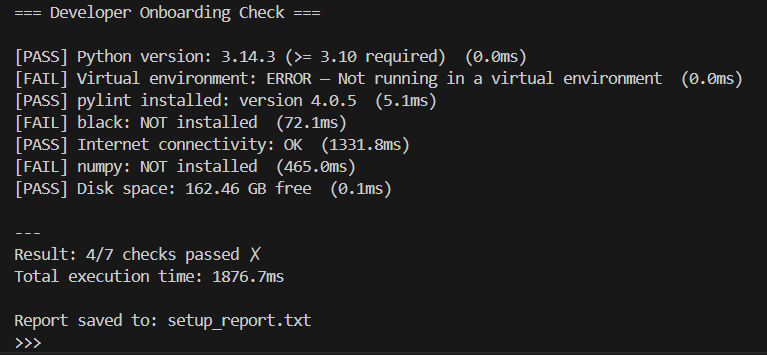 === Developer Onboarding Check ===
[PASS] Python version: 3.14.3 (>= 3.10 required)  (0.0ms)
[FAIL] Virtual environment: ERROR — Not running in a virtual environment  (0.0ms)
[PASS] pylint installed: version 4.0.5  (5.1ms)
[FAIL] black: NOT installed  (72.1ms)
[PASS] Internet connectivity: OK  (1331.8ms)
[FAIL] numpy: NOT installed  (465.0ms)
[PASS] Disk space: 162.46 GB free  (0.1ms)
---
Result: 4/7 checks passed ✗
Total execution time: 1876.7ms
Report saved to: setup_report.txt
>>>